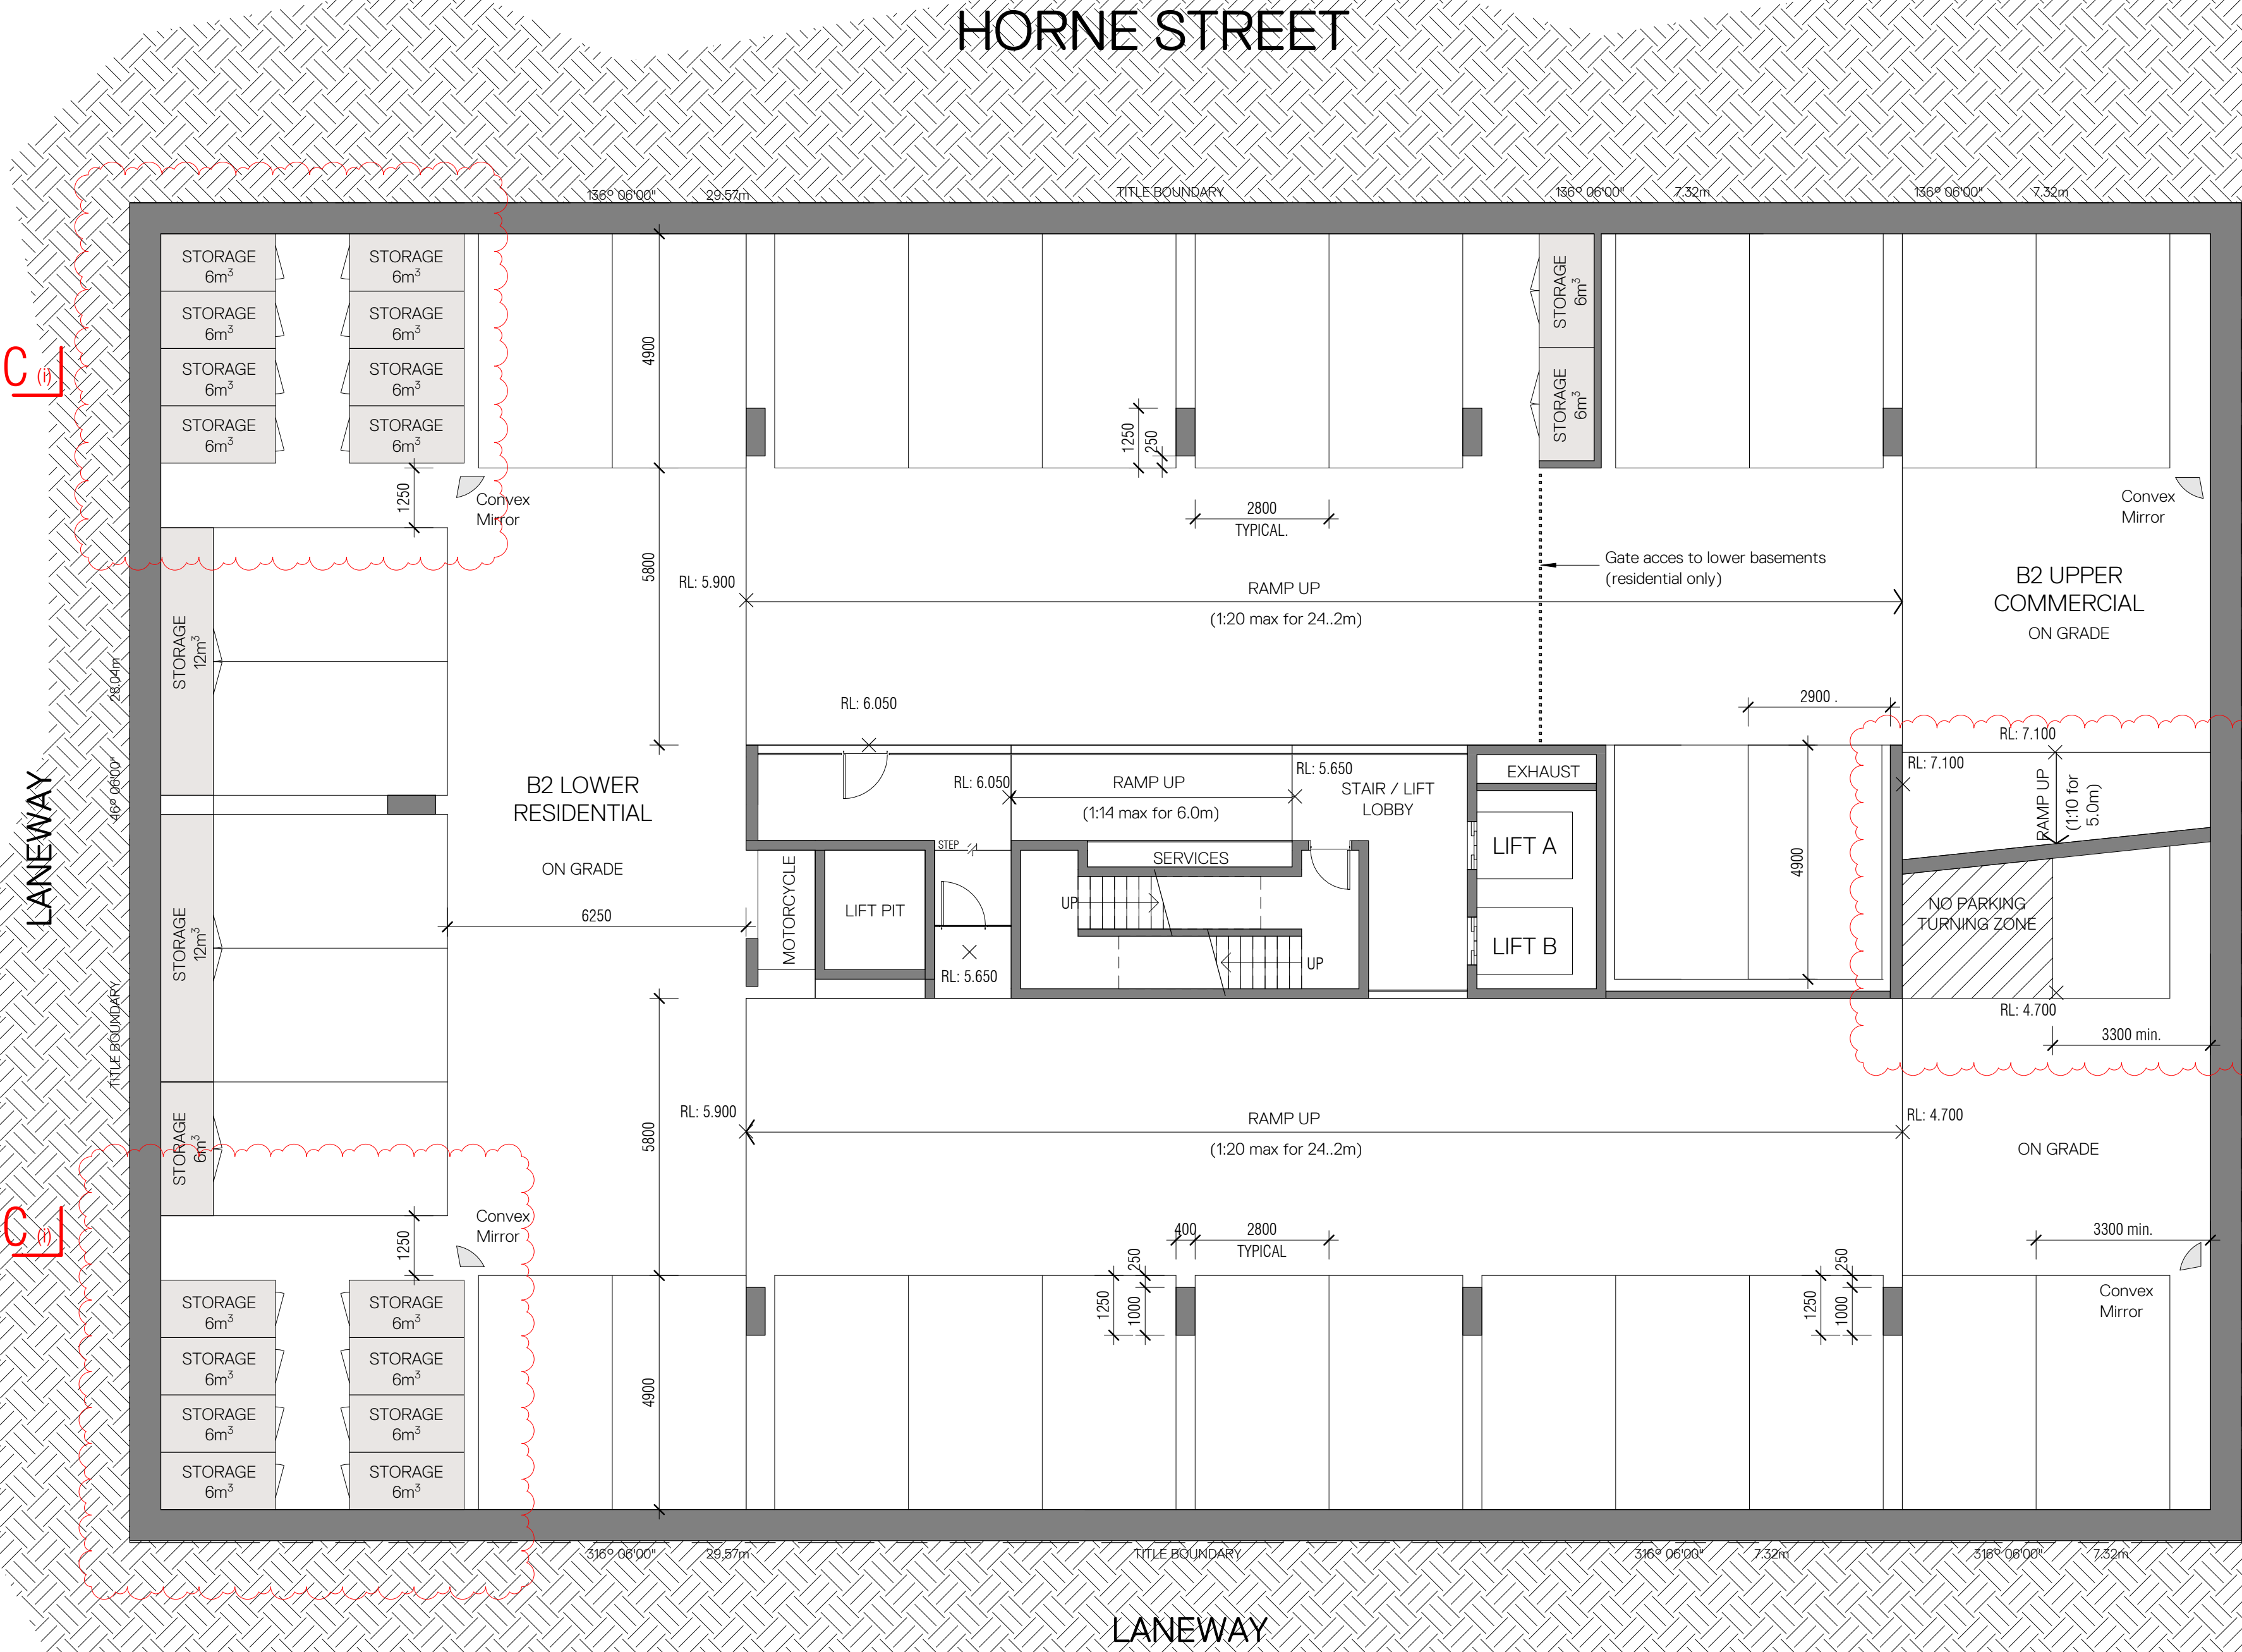 HORNE STREET
136° 06'00" 29.57m
TITLE BOUNDARY
136° 06'00" 7.32m
136° 06'00" 7.32m
STORAGE
6m³
STORAGE
6m³
STORAGE
6m³
STORAGE
6m³
STORAGE
6m³
STORAGE
6m³
STORAGE
6m³
STORAGE
6m³
4900
STORAGE
6m³
STORAGE
6m³
C (i)
1250
250
1250
Convex
Mirror
2800
TYPICAL.
Convex
Mirror
5800
RL: 5.900
RAMP UP
(1:20 max for 24..2m)
Gate acces to lower basements
(residential only)
B2 UPPER
COMMERCIAL
ON GRADE
STORAGE
12m³
28.04m
46° 06'00"
TITLE BOUNDARY
LANEWAY
2900 .
RL: 6.050
RL: 7.100
RL: 7.100
RAMP UP
(1:10 for
5.0m)
B2 LOWER
RESIDENTIAL
ON GRADE
RL: 6.050
RAMP UP
(1:14 max for 6.0m)
RL: 5.650
STAIR / LIFT
LOBBY
EXHAUST
LIFT A
LIFT B
4900
STEP
SERVICES
MOTORCYCLE
LIFT PIT
UP
UP
RL: 5.650
NO PARKING
TURNING ZONE
6250
STORAGE
12m³
RL: 4.700
3300 min.
STORAGE
6m³
5800
RL: 5.900
RAMP UP
(1:20 max for 24..2m)
RL: 4.700
ON GRADE
C (i)
1250
Convex
Mirror
400
2800
TYPICAL
250
1250
1000
250
1250
1000
3300 min.
Convex
Mirror
STORAGE
6m³
STORAGE
6m³
STORAGE
6m³
STORAGE
6m³
STORAGE
6m³
STORAGE
6m³
STORAGE
6m³
STORAGE
6m³
4900
316° 06'00" 29.57m
TITLE BOUNDARY
316° 06'00" 7.32m
316° 06'00" 7.32m
LANEWAY